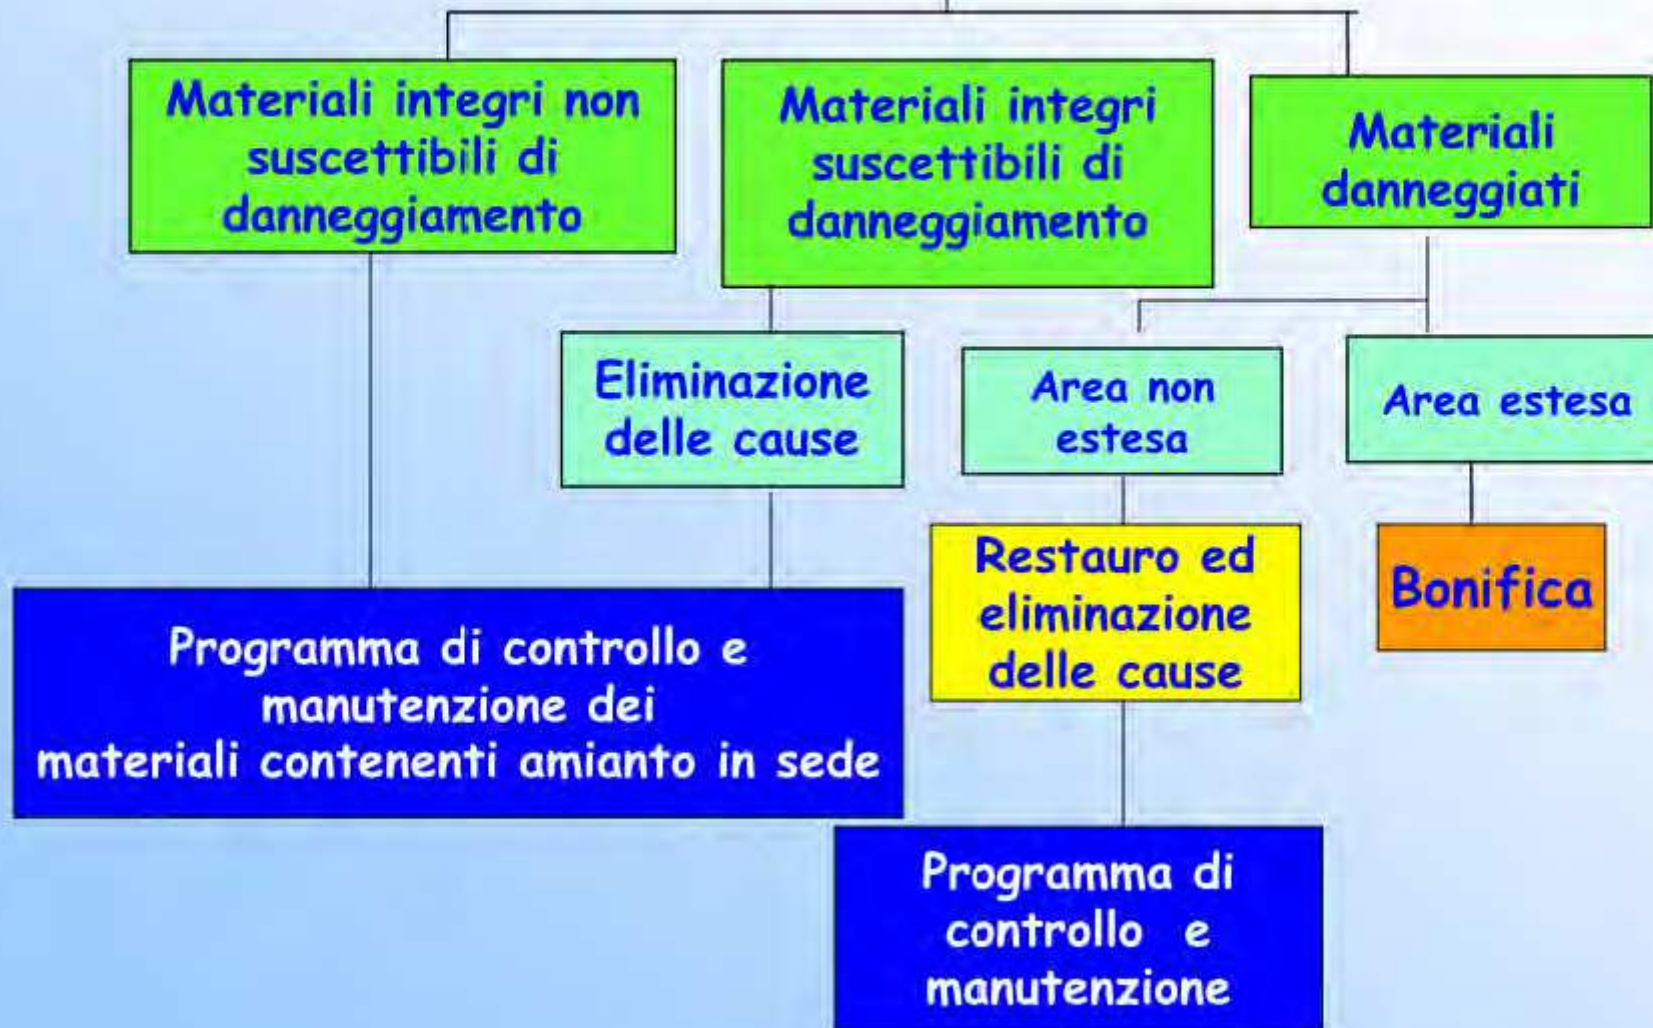 Materiali integri non
suscettibili di
danneggiamento
Materiali integri
suscettibili di
danneggiamento
Materiali
danneggiati
Eliminazione
delle cause
Area non
estesa
Area estesa
Restauro ed
eliminazione
delle cause
Bonifica
Programma di controllo e
manutenzione dei
materiali contenenti amianto in sede
Programma di
controllo e
manutenzione